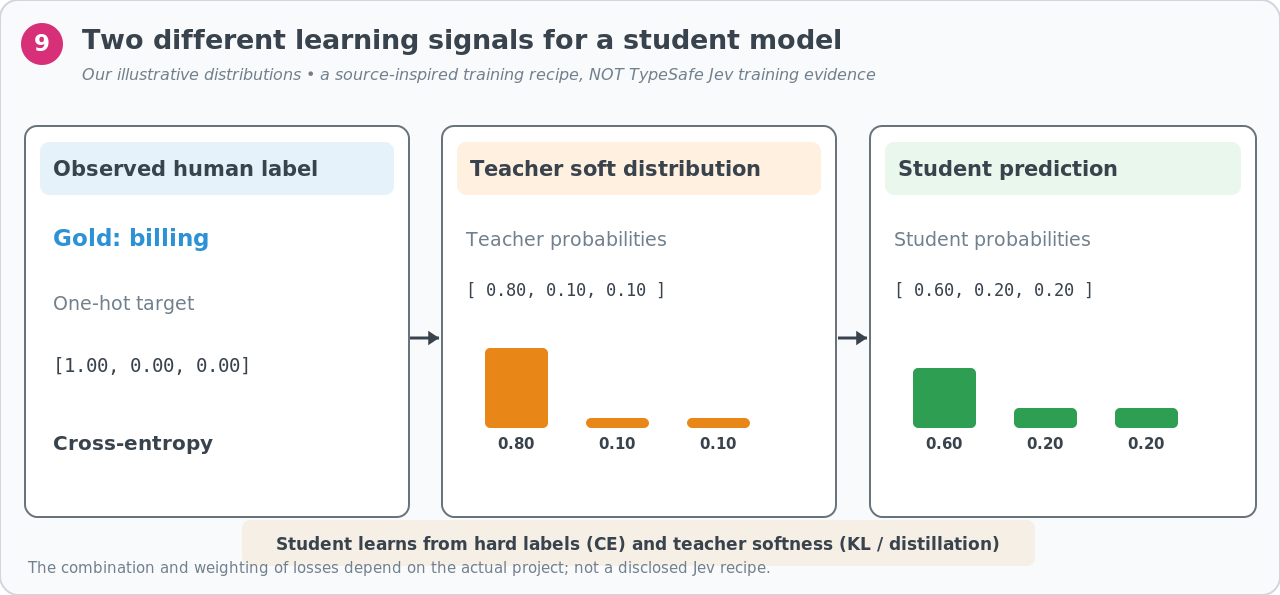 9
Two different learning signals for a student model
Our illustrative distributions • a source-inspired training recipe, NOT TypeSafe Jev training evidence
Observed human label
Gold: billing
One-hot target
[1.00, 0.00, 0.00]
Cross-entropy
Teacher soft distribution
Teacher probabilities
[ 0.80, 0.10, 0.10 ]
0.80 0.10 0.10
Student prediction
Student probabilities
[ 0.60, 0.20, 0.20 ]
0.60 0.20 0.20
Student learns from hard labels (CE) and teacher softness (KL / distillation)
The combination and weighting of losses depend on the actual project; not a disclosed Jev recipe.